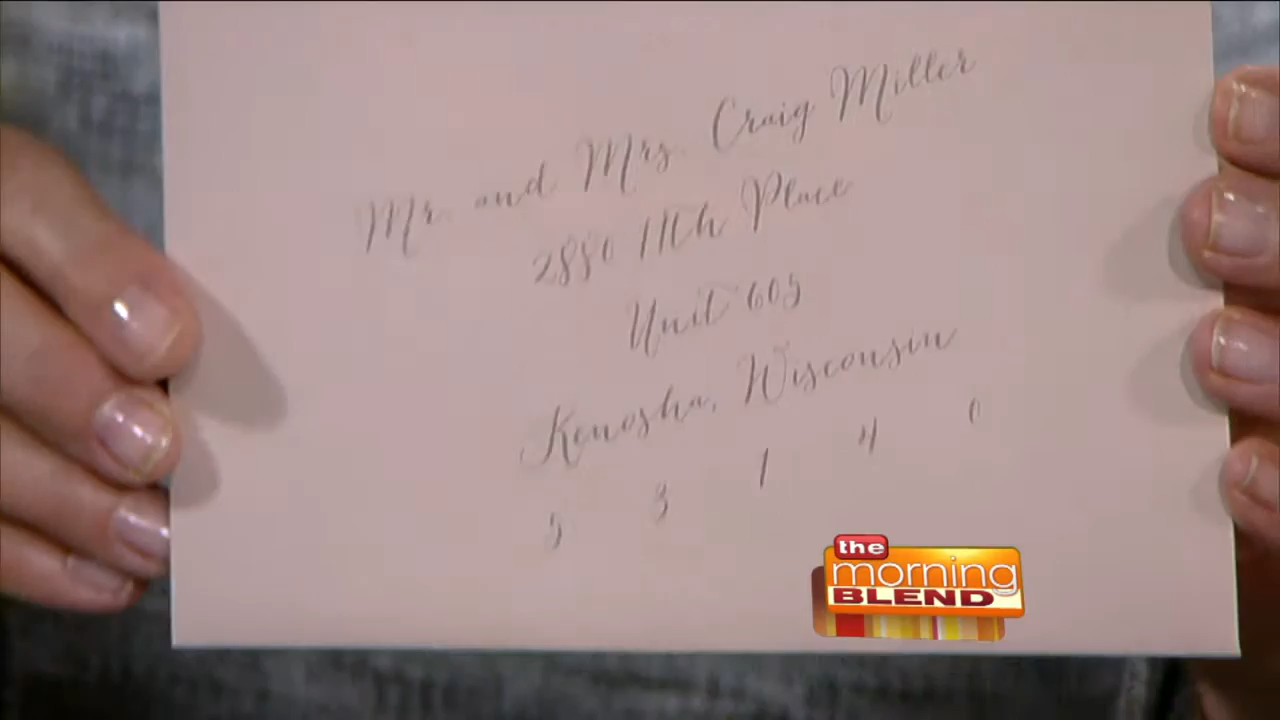 Mr. and Mrs. Craig Miller
2880 11th Place
Unit 605
Kenosha, Wisconsin
5 3 1 4 0
the
morning
BLEND